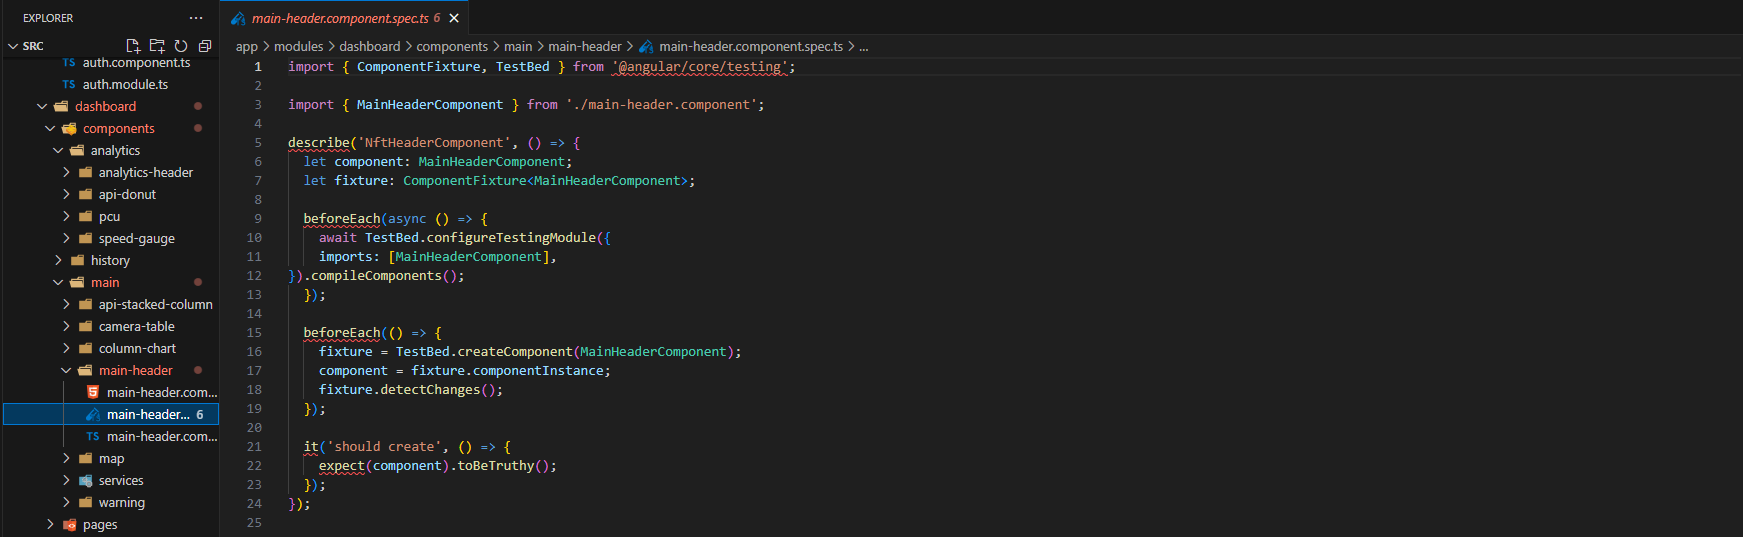 EXPLORER
SRC
auth.component.ts
TS auth.module.ts
dashboard
components
analytics
analytics-header
api-donut
pcu
speed-gauge
history
main
api-stacked-column
camera-table
column-chart
main-header
main-header.com...
main-header... 6
TS main-header.com...
map
services
warning
pages
main-header.component.spec.ts 6
app > modules > dashboard > components > main > main-header > main-header.component.spec.ts > ...
1 import { ComponentFixture, TestBed } from '@angular/core/testing';
2
3 import { MainHeaderComponent } from './main-header.component';
4
5 describe('NftHeaderComponent', () => {
6 let component: MainHeaderComponent;
7 let fixture: ComponentFixture<MainHeaderComponent>;
8
9 beforeEach(async () => {
10 await TestBed.configureTestingModule({
11 imports: [MainHeaderComponent],
12 }).compileComponents();
13 });
14
15 beforeEach(() => {
16 fixture = TestBed.createComponent(MainHeaderComponent);
17 component = fixture.componentInstance;
18 fixture.detectChanges();
19 });
20
21 it('should create', () => {
22 expect(component).toBeTruthy();
23 });
24 });
25